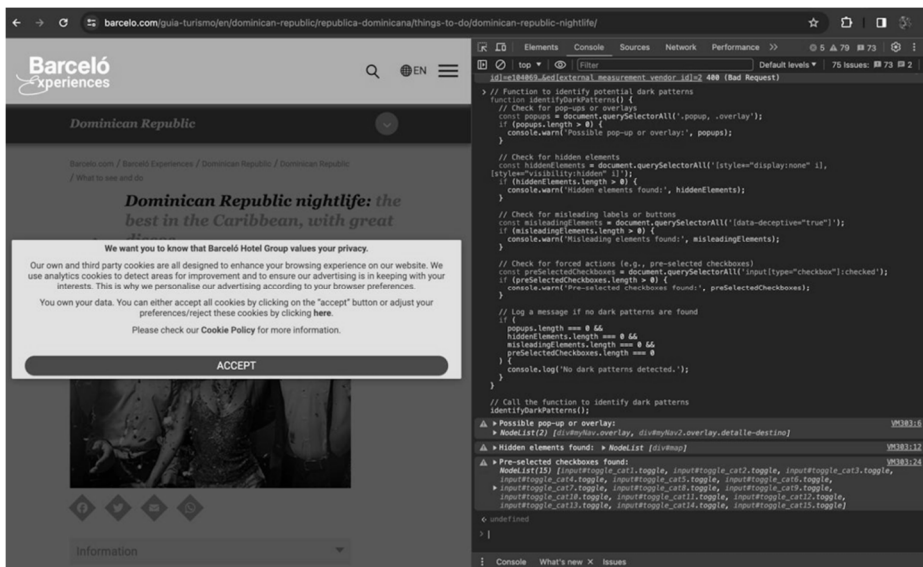 barcelo.com/guia-turismo/en/dominican-republic/republica-dominicana/things-to-do/dominican-republic-nightlife/
Barceló
Experiences
EN
Dominican Republic
Barcelo.com / Barceló Experiences / Dominican Republic / Dominican Republic
/ What to see and do
Dominican Republic nightlife: the
best in the Caribbean, with great
We want you to know that Barceló Hotel Group values your privacy.
Our own and third party cookies are all designed to enhance your browsing experience on our website. We
use analytics cookies to detect areas for improvement and to ensure our advertising is in keeping with your
interests. This is why we personalise our advertising according to your browser preferences.
You own your data. You can either accept all cookies by clicking on the "accept" button or adjust your
preferences/reject these cookies by clicking here.
Please check our Cookie Policy for more information.
ACCEPT
Information
Elements Console Sources Network Performance 5 79 73
top Filter Default levels 75 Issues: 73 2
id]=e104069…&ed[external_measurement_vendor_id]=2 400 (Bad Request)
> // Function to identify potential dark patterns
function identifyDarkPatterns() {
// Check for pop-ups or overlays
const popups = document.querySelectorAll('.popup, .overlay');
if (popups.length > 0) {
console.warn('Possible pop-up or overlay:', popups);
}
// Check for hidden elements
const hiddenElements = document.querySelectorAll('[style*="display:none" i],
[style*="visibility:hidden" i]');
if (hiddenElements.length > 0) {
console.warn('Hidden elements found:', hiddenElements);
}
// Check for misleading labels or buttons
const misleadingElements = document.querySelectorAll('[data-deceptive="true"]');
if (misleadingElements.length > 0) {
console.warn('Misleading elements found:', misleadingElements);
}
// Check for forced actions (e.g., pre-selected checkboxes)
const preSelectedCheckboxes = document.querySelectorAll('input[type="checkbox"]:checked');
if (preSelectedCheckboxes.length > 0) {
console.warn('Pre-selected checkboxes found:', preSelectedCheckboxes);
}
// Log a message if no dark patterns are found
if (
popups.length === 0 &&
hiddenElements.length === 0 &&
misleadingElements.length === 0 &&
preSelectedCheckboxes.length === 0
) {
console.log('No dark patterns detected.');
}
}
// Call the function to identify dark patterns
identifyDarkPatterns();
Possible pop-up or overlay: VM303:6
NodeList(2) [div#myNav.overlay, div#myNav2.overlay.detalle-destino]
Hidden elements found: NodeList [div#map] VM303:12
Pre-selected checkboxes found: VM303:24
NodeList(15) [input#toggle_cat1.toggle, input#toggle_cat2.toggle, input#toggle_cat3.toggle,
input#toggle_cat4.toggle, input#toggle_cat5.toggle, input#toggle_cat6.toggle,
input#toggle_cat7.toggle, input#toggle_cat8.toggle, input#toggle_cat9.toggle,
input#toggle_cat10.toggle, input#toggle_cat11.toggle, input#toggle_cat12.toggle,
input#toggle_cat13.toggle, input#toggle_cat14.toggle, input#toggle_cat15.toggle]
undefined
Console What's new Issues